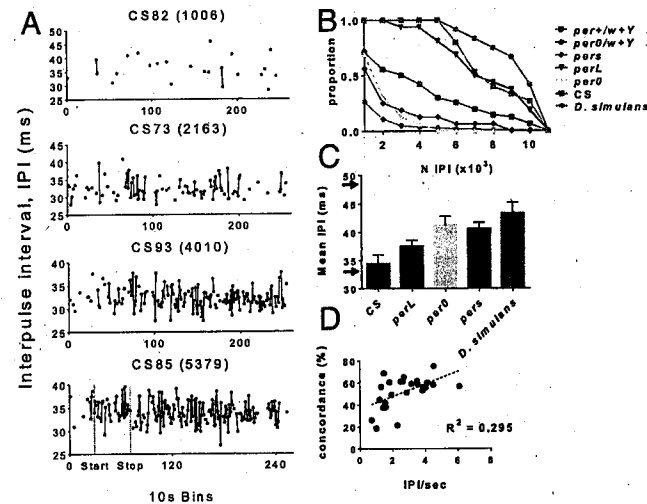 A
CS82 (1006)
50
45
40
35
30
25
0
100
200
CS73 (2163)
45
40
35
30
25
0
100
200
CS93 (4010)
45
40
35
30
25
0
100
200
CS85 (5379)
45
40
35
30
25
0
Start
Stop
120
240
10s Bins
Interpulse Interval, IPI (ms)
B
proportion
1.0
0.5
0.0
2
4
6
8
10
N IPI (x10³)
per+/w+Y
per0/w+Y
pers
perL
per0
CS
D. simulans
C
Mean IPI (ms)
50
45
40
35
30
CS
perL
per0
pers
D. simulans
D
concordance (%)
80
60
40
20
0
0
2
4
6
8
R² = 0.295
IPI/sec